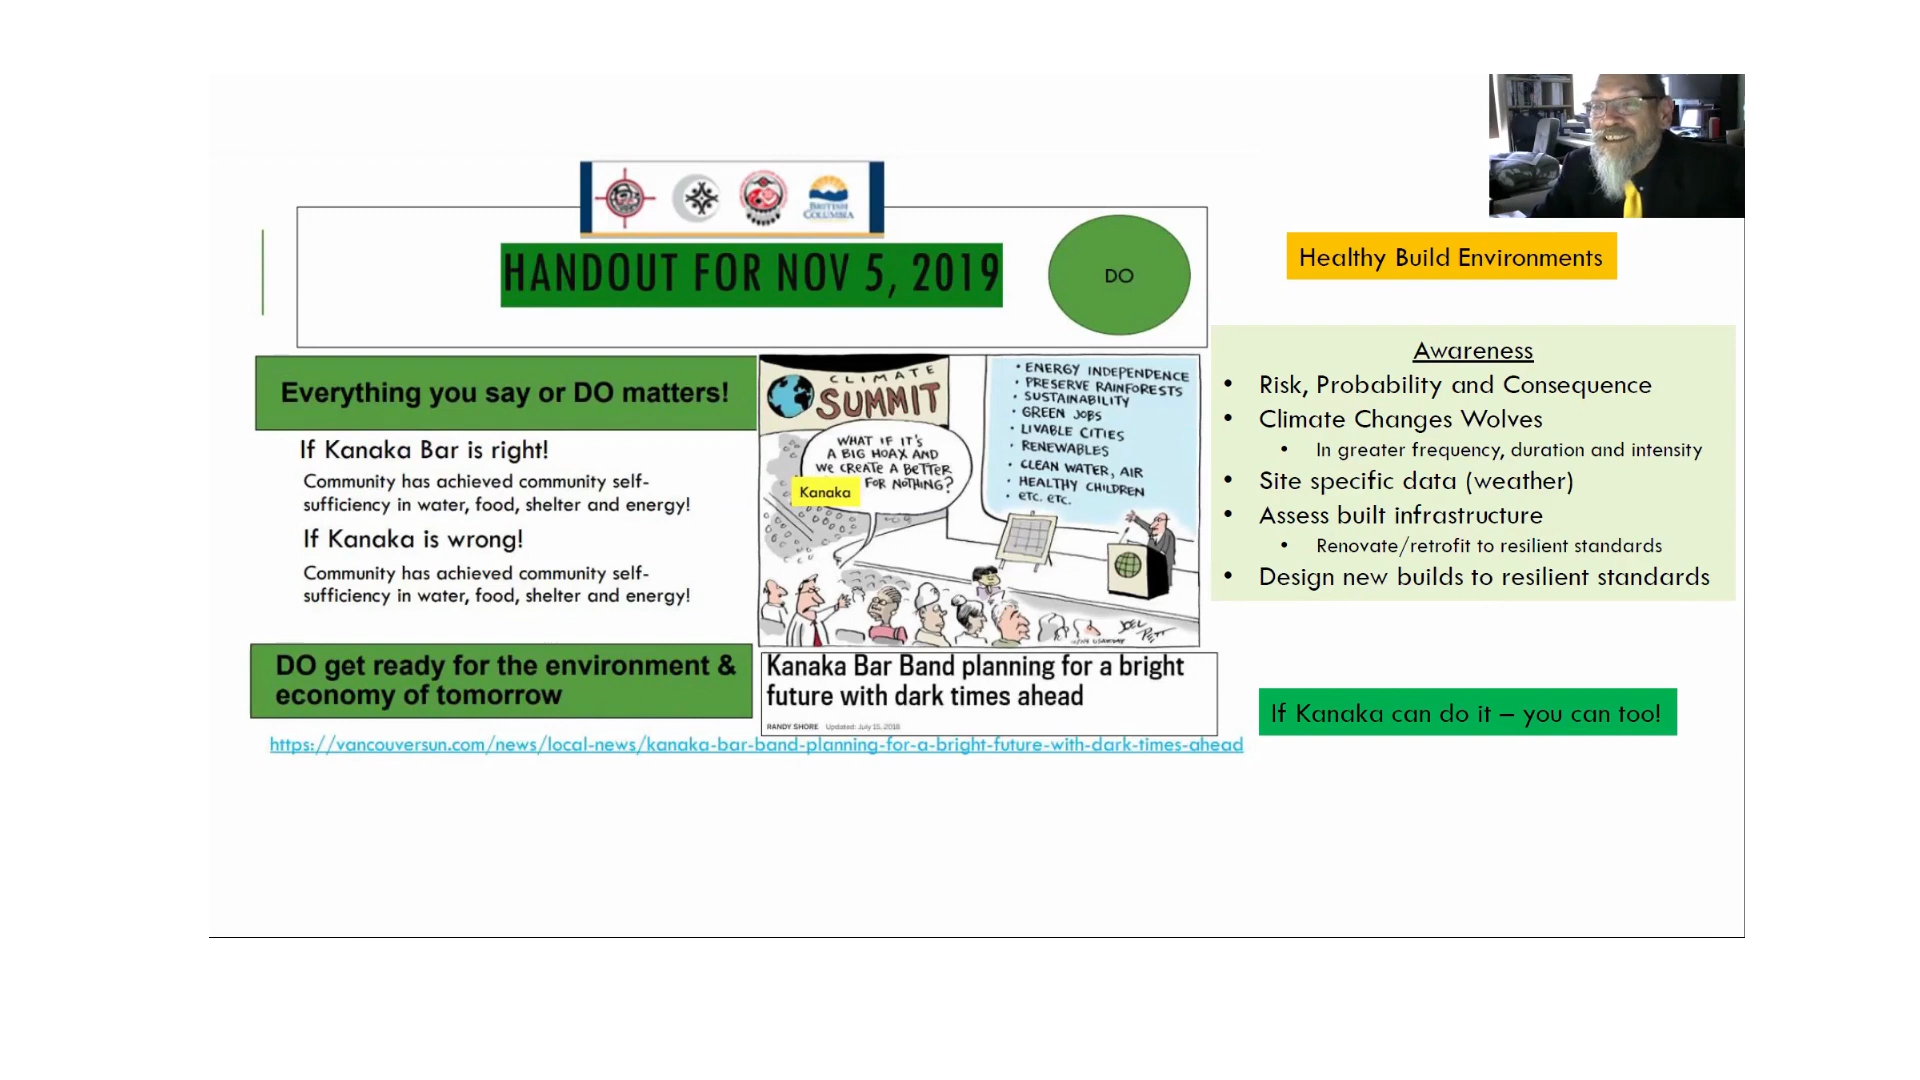 BRITISH
COLUMBIA
HANDOUT FOR NOV 5, 2019
DO
Healthy Build Environments
Everything you say or DO matters!
If Kanaka Bar is right!
Community has achieved community self-
sufficiency in water, food, shelter and energy!
If Kanaka is wrong!
Community has achieved community self-
sufficiency in water, food, shelter and energy!
DO get ready for the environment &
economy of tomorrow
CLIMATE
SUMMIT
WHAT IF IT'S
A BIG HOAX AND
WE CREATE A BETTER
FOR NOTHING?
Kanaka
• ENERGY INDEPENDENCE
• PRESERVE RAINFORESTS
• SUSTAINABILITY
• GREEN JOBS
• LIVABLE CITIES
• RENEWABLES
• CLEAN WATER, AIR
• HEALTHY CHILDREN
• ETC. ETC.
JOEL
PETT
Kanaka Bar Band planning for a bright
future with dark times ahead
RANDY SHORE Updated: July 15, 2018
https://vancouversun.com/news/local-news/kanaka-bar-band-planning-for-a-bright-future-with-dark-times-ahead
Awareness
• Risk, Probability and Consequence
• Climate Changes Wolves
• In greater frequency, duration and intensity
• Site specific data (weather)
• Assess built infrastructure
• Renovate/retrofit to resilient standards
• Design new builds to resilient standards
If Kanaka can do it – you can too!